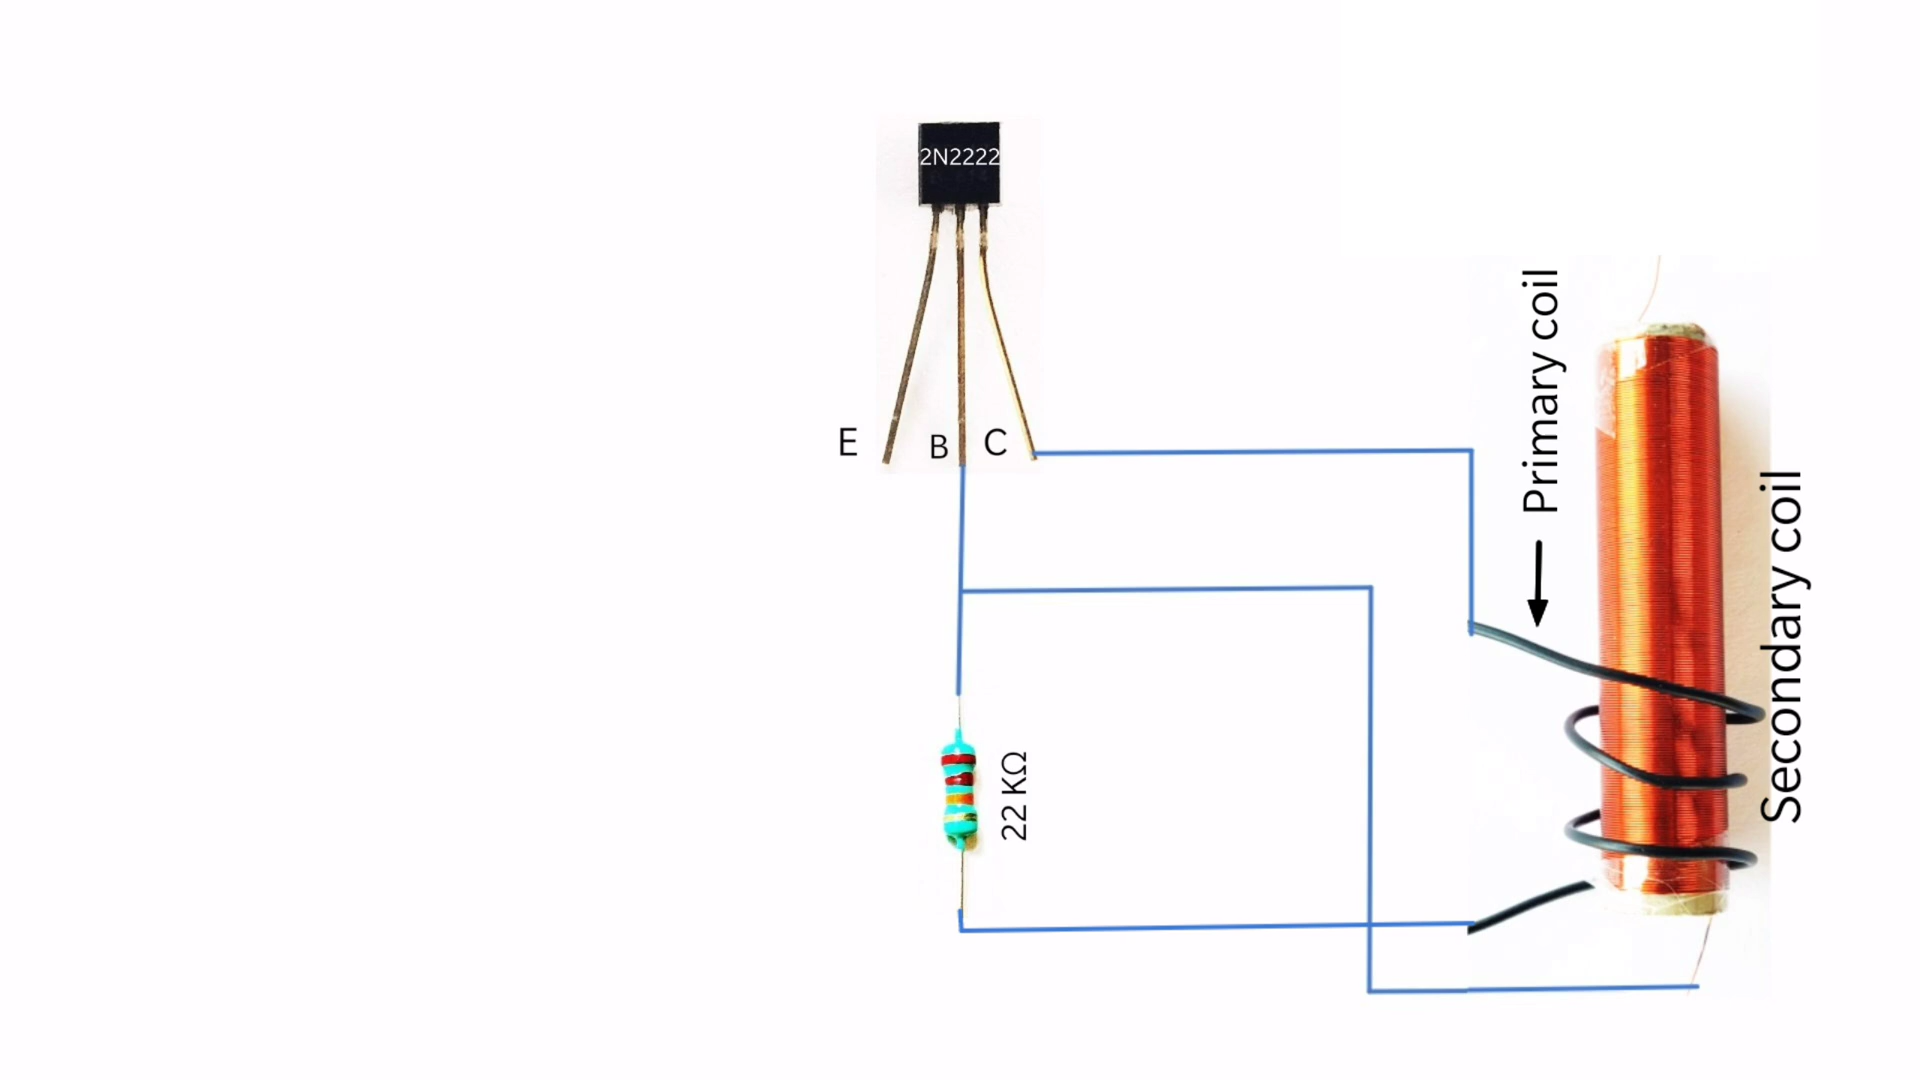 2N2222
E
B
C
Primary coil
Secondary coil
22 KΩ